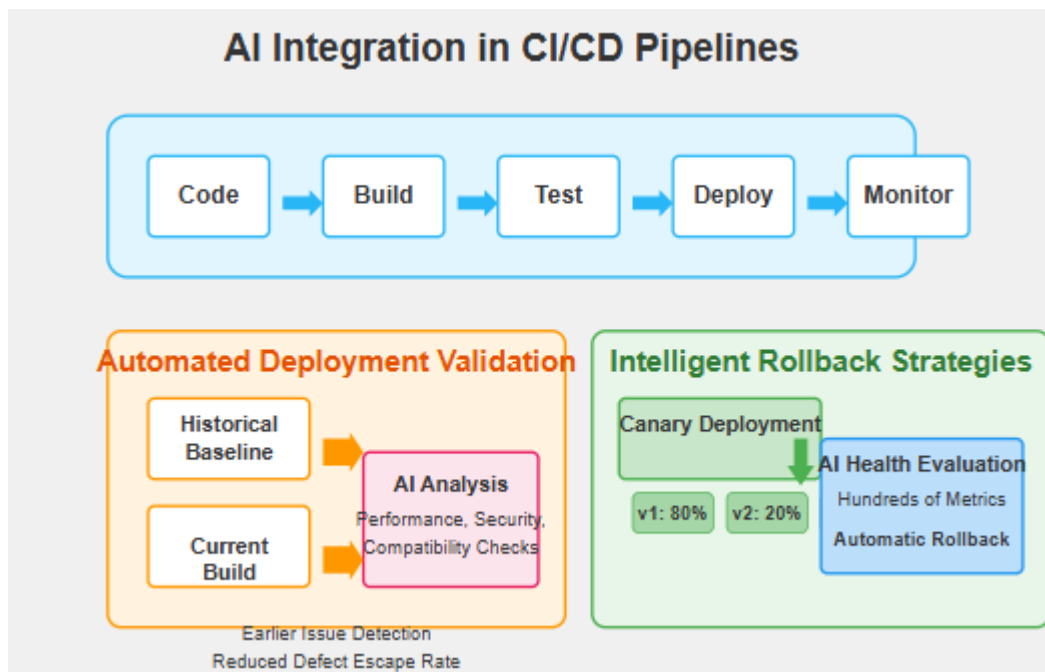 AI Integration in CI/CD Pipelines
Code
Build
Test
Deploy
Monitor
Automated Deployment Validation
Historical
Baseline
Current
Build
AI Analysis
Performance, Security,
Compatibility Checks
Earlier Issue Detection
Reduced Defect Escape Rate
Intelligent Rollback Strategies
Canary Deployment
v1: 80%
v2: 20%
AI Health Evaluation
Hundreds of Metrics
Automatic Rollback